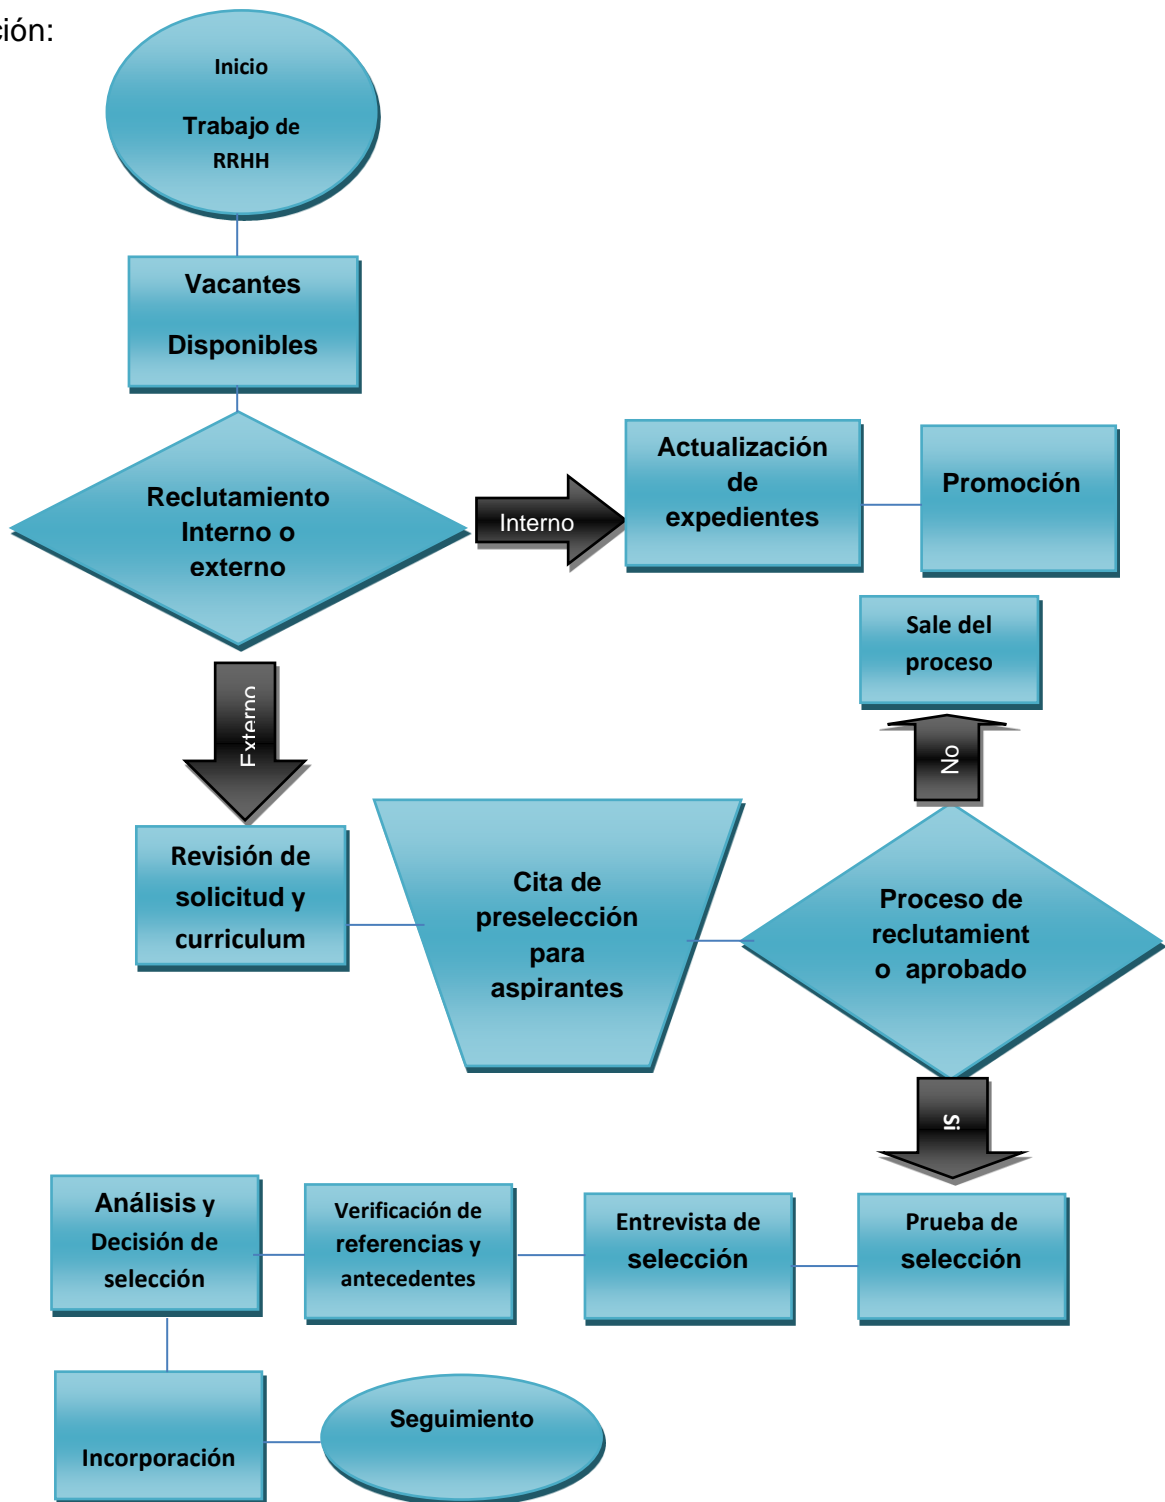 ción:
Inicio
Trabajo de
RRHH
Vacantes
Disponibles
Reclutamiento
Interno o
externo
Interno
Actualización
de
expedientes
Promoción
Sale del
proceso
No
Externo
Revisión de
solicitud y
curriculum
Cita de
preselección
para
aspirantes
Proceso de
reclutamient
o aprobado
Si
Prueba de
selección
Entrevista de
selección
Verificación de
referencias y
antecedentes
Análisis y
Decisión de
selección
Incorporación
Seguimiento